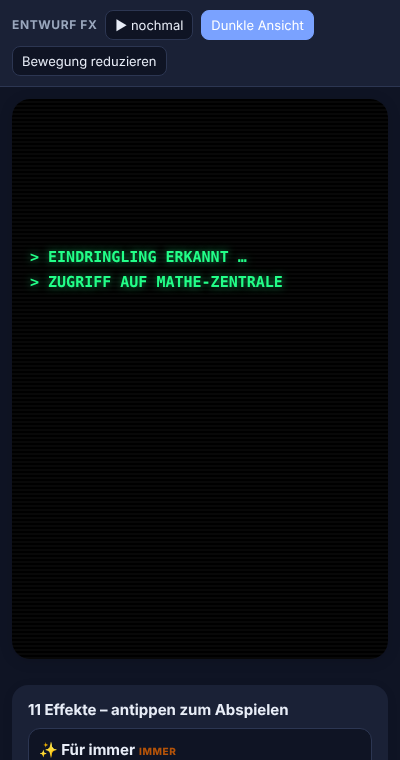 ENTWURF FX ▶ nochmal Dunkle Ansicht
Bewegung reduzieren
> EINDRINGLING ERKANNT …
> ZUGRIFF AUF MATHE-ZENTRALE
11 Effekte – antippen zum Abspielen
✨ Für immer IMMER